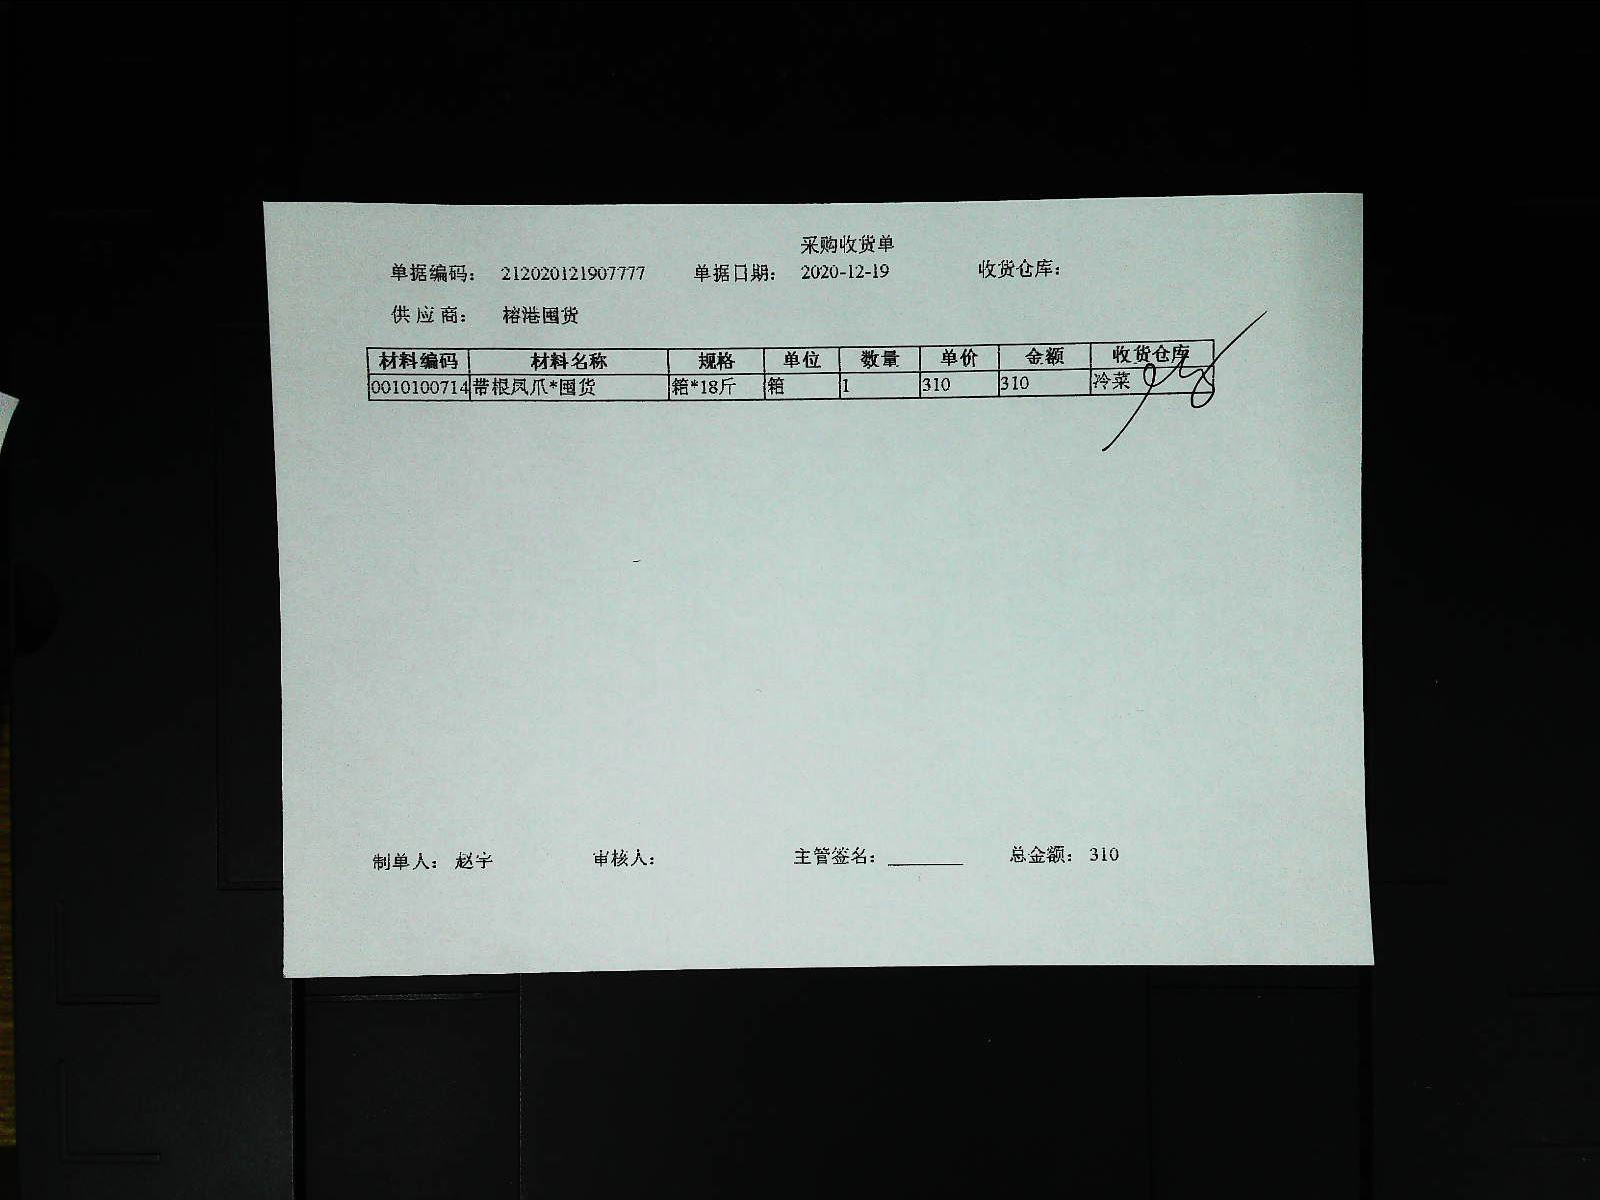 采购收货单
单据编码： 212020121907777 单据日期： 2020-12-19 收货仓库：
供应商： 榕港囤货
材料编码 材料名称 规格 单位 数量 单价 金额 收货仓库
0010100714 带根凤爪*囤货 箱*18斤 箱 1 310 310 冷菜
制单人： 赵宇 审核人： 主管签名： 总金额： 310